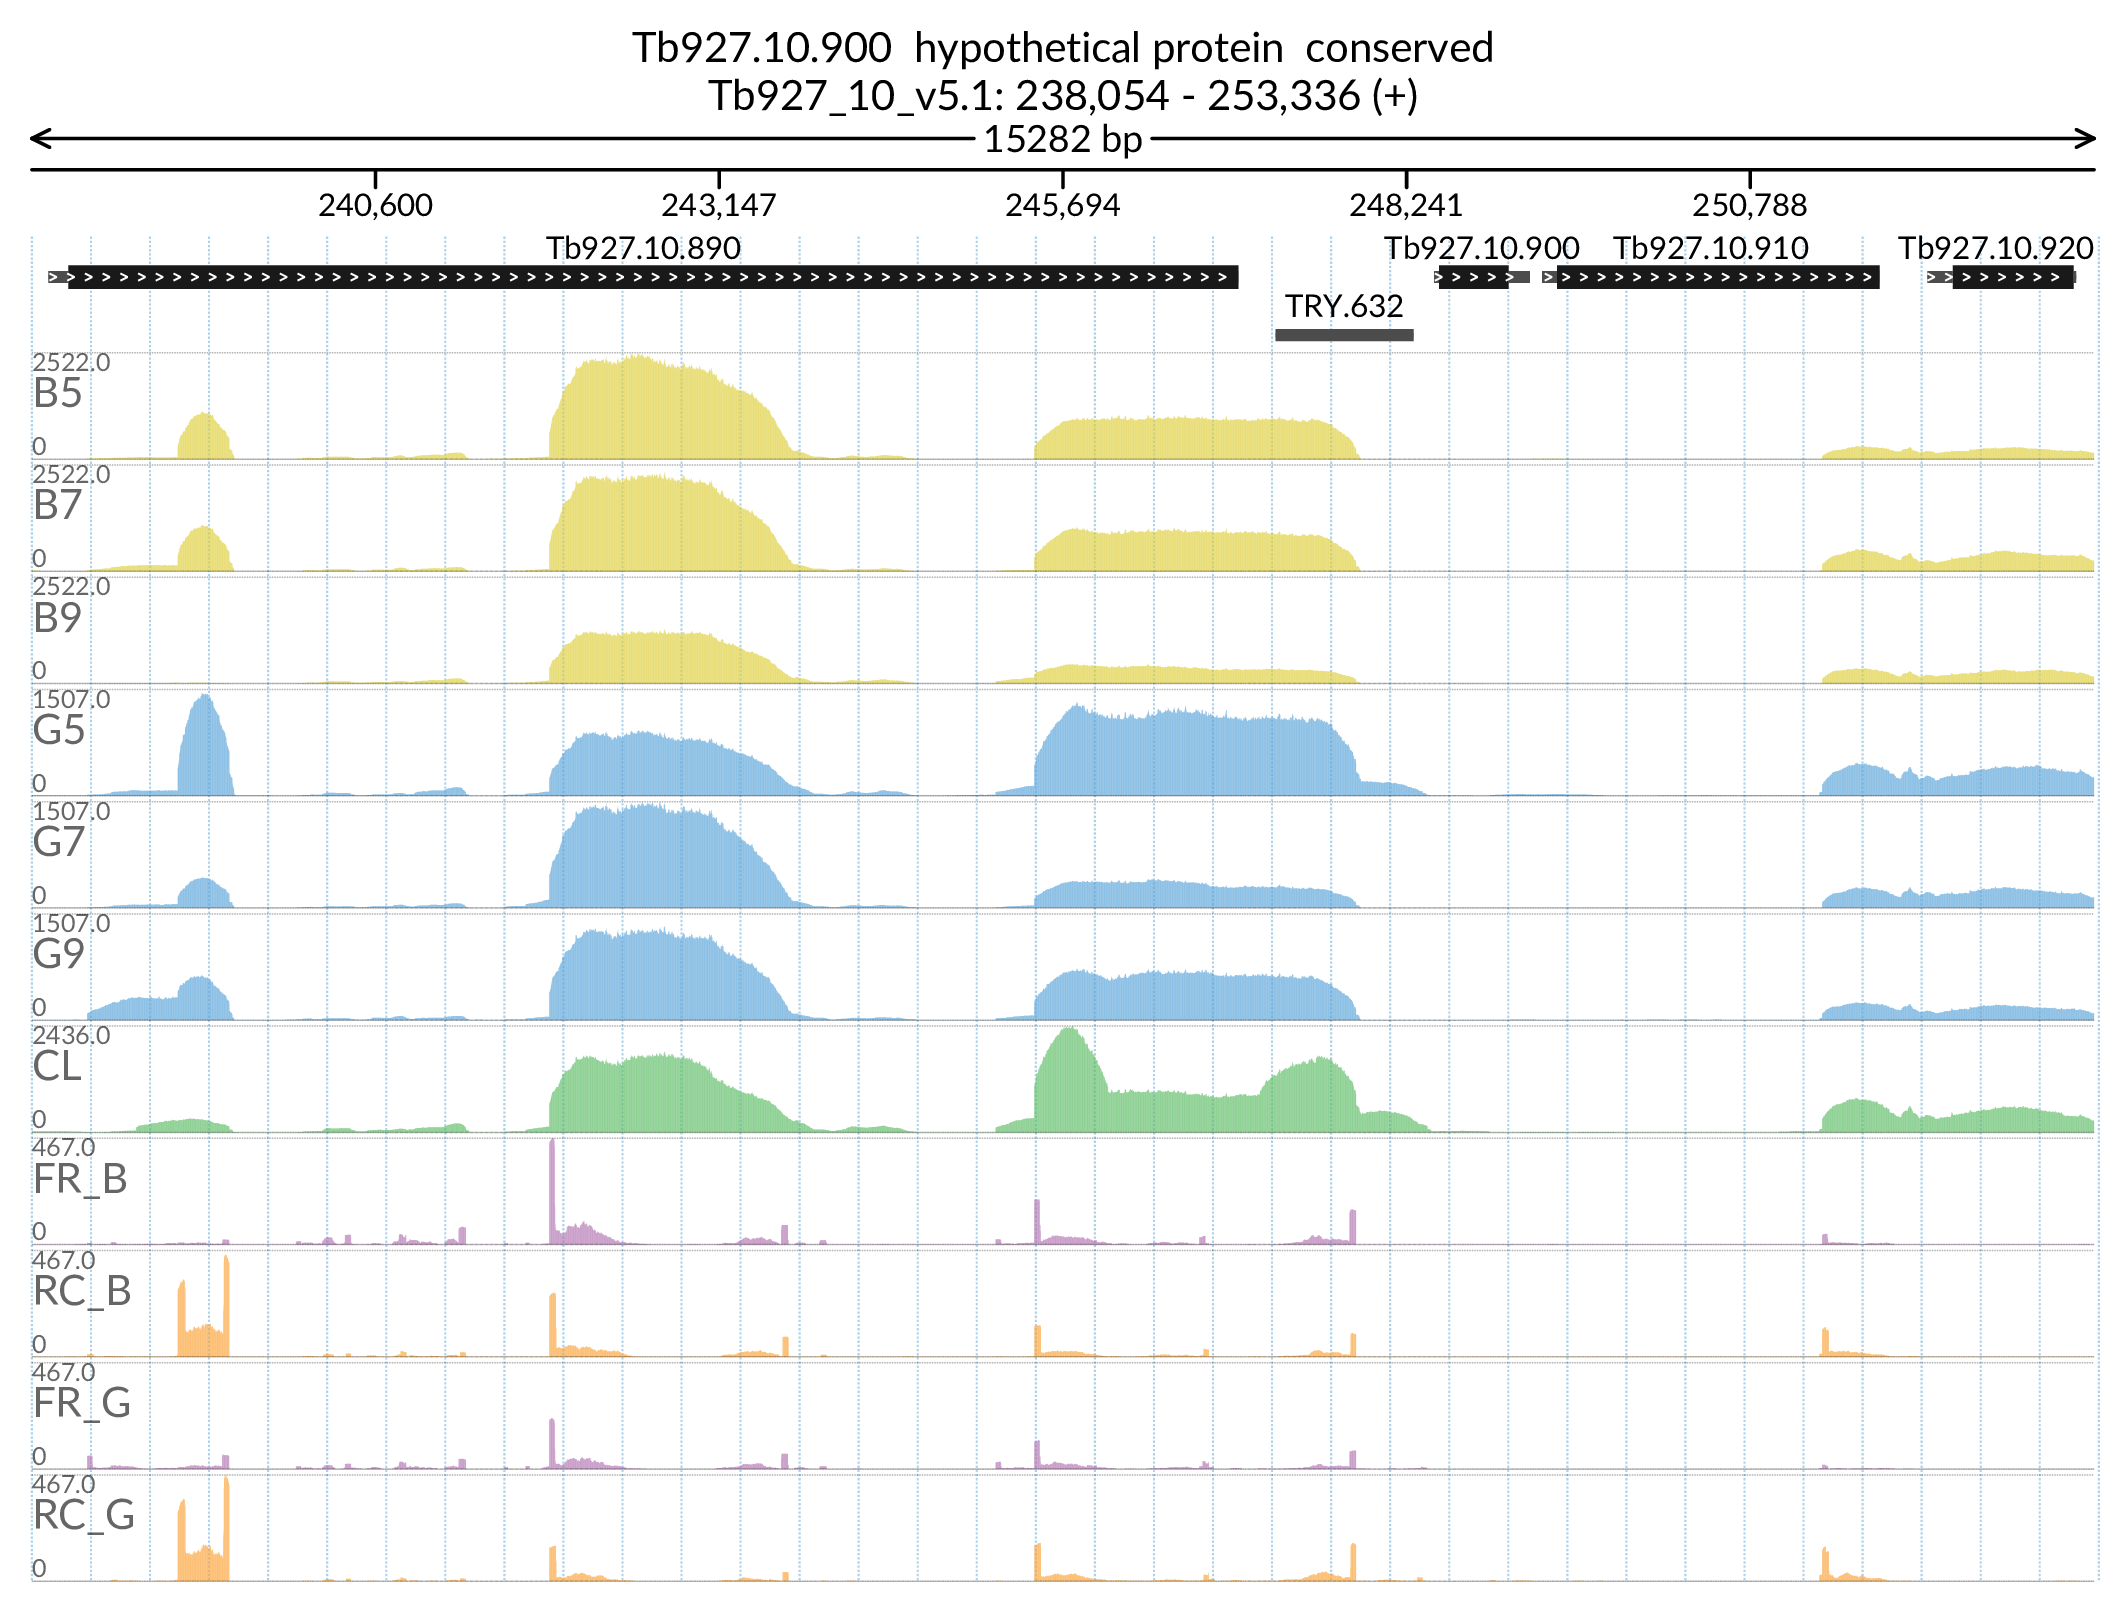 Tb927.10.900  hypothetical protein  conserved
Tb927_10_v5.1: 238,054 - 253,336 (+)
15282 bp
240,600 243,147 245,694 248,241 250,788
Tb927.10.890 Tb927.10.900 Tb927.10.910 Tb927.10.920
TRY.632
2522.0
B5
0
2522.0
B7
0
2522.0
B9
0
1507.0
G5
0
1507.0
G7
0
1507.0
G9
0
2436.0
CL
0
467.0
FR_B
0
467.0
RC_B
0
467.0
FR_G
0
467.0
RC_G
0